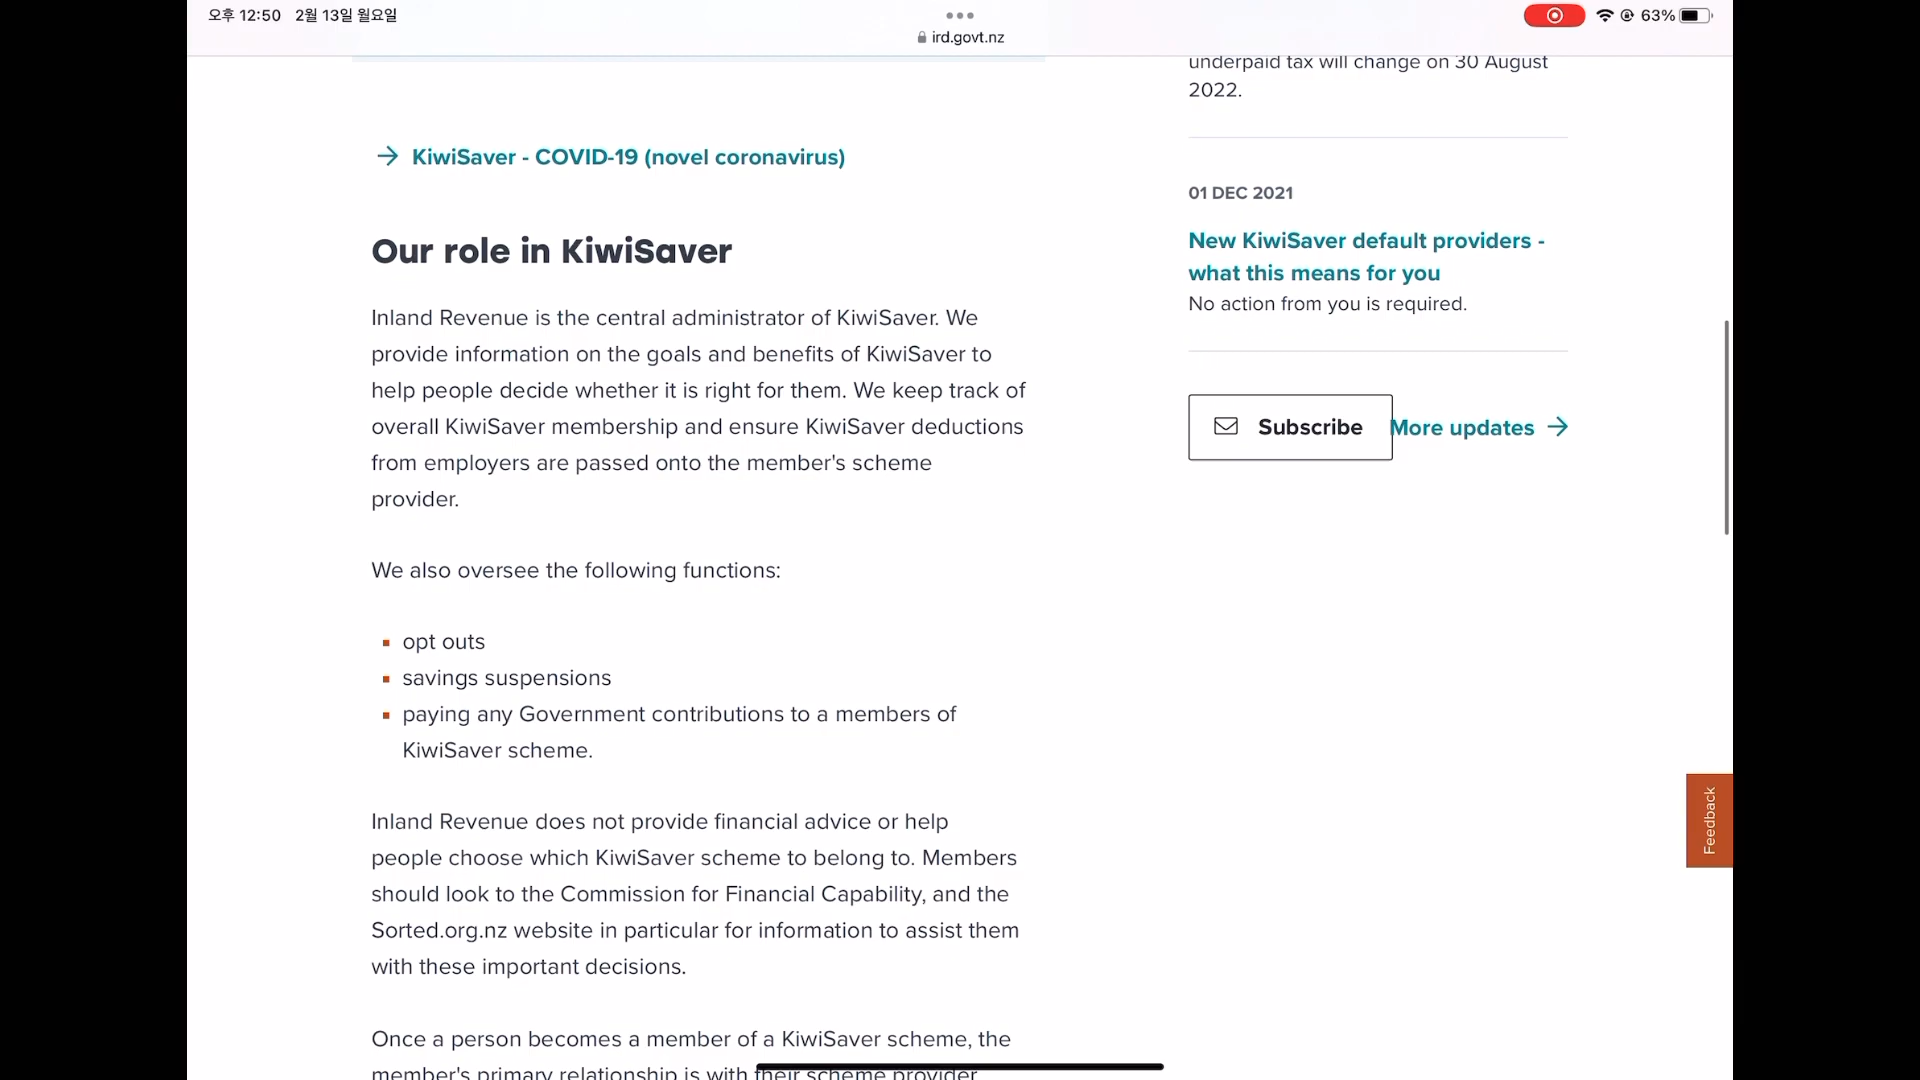 오후 12:50 2월 13일 월요일
ird.govt.nz
63%
KiwiSaver - COVID-19 (novel coronavirus)
Our role in KiwiSaver
Inland Revenue is the central administrator of KiwiSaver. We
provide information on the goals and benefits of KiwiSaver to
help people decide whether it is right for them. We keep track of
overall KiwiSaver membership and ensure KiwiSaver deductions
from employers are passed onto the member's scheme
provider.
We also oversee the following functions:
opt outs
savings suspensions
paying any Government contributions to a members of
KiwiSaver scheme.
Inland Revenue does not provide financial advice or help
people choose which KiwiSaver scheme to belong to. Members
should look to the Commission for Financial Capability, and the
Sorted.org.nz website in particular for information to assist them
with these important decisions.
Once a person becomes a member of a KiwiSaver scheme, the
member's primary relationship is with their scheme provider
underpaid tax will change on 30 August
2022.
01 DEC 2021
New KiwiSaver default providers -
what this means for you
No action from you is required.
Subscribe
More updates
Feedback